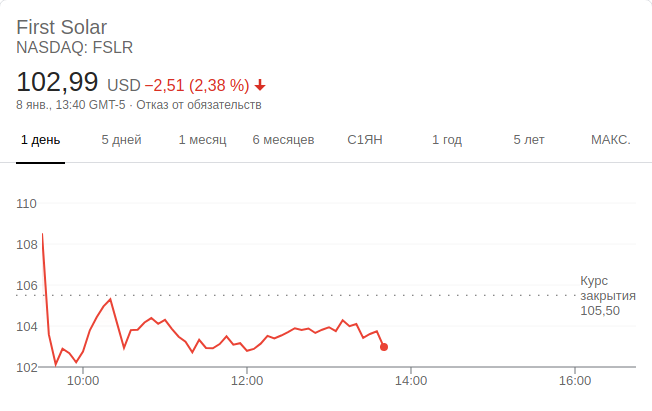 First Solar
NASDAQ: FSLR
102,99 USD −2,51 (2,38 %)
8 янв., 13:40 GMT-5 · Отказ от обязательств
1 день 5 дней 1 месяц 6 месяцев С1ЯН 1 год 5 лет МАКС.
110
108
106
104
102
Курс
закрытия
105,50
10:00 12:00 14:00 16:00